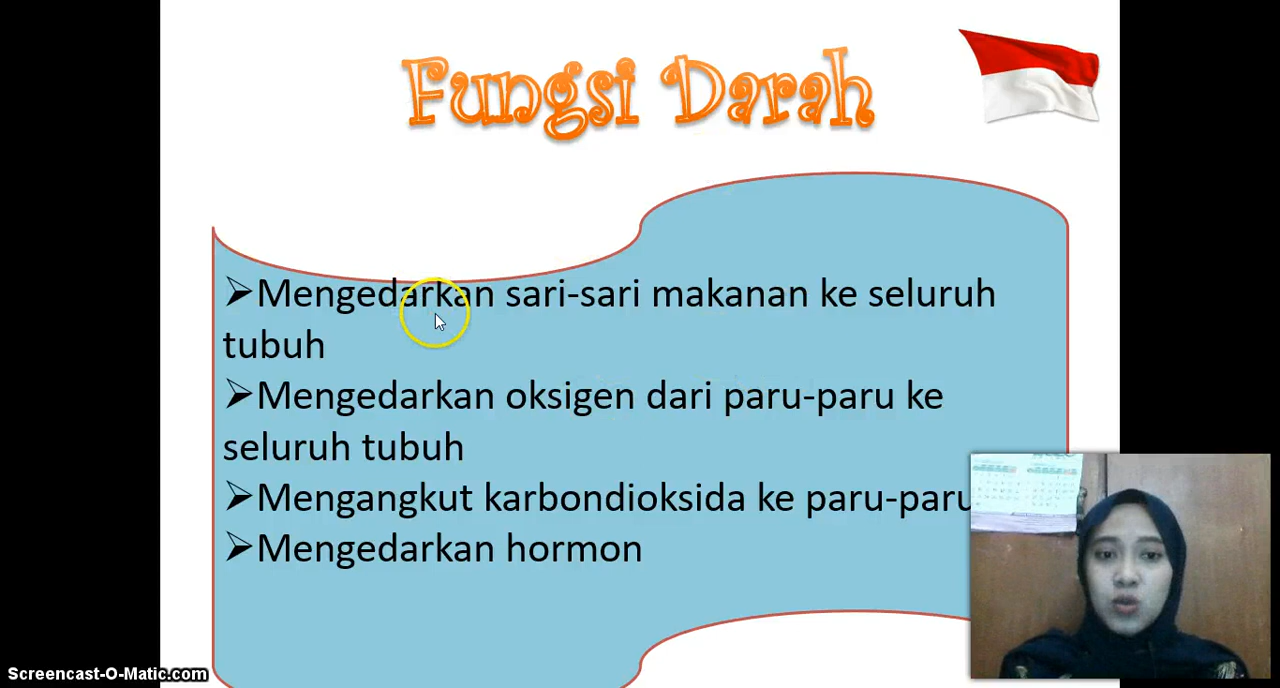 Fungsi Darah
➢Mengedarkan sari-sari makanan ke seluruh
tubuh
➢Mengedarkan oksigen dari paru-paru ke
seluruh tubuh
➢Mengangkut karbondioksida ke paru-paru
➢Mengedarkan hormon
Screencast-O-Matic.com